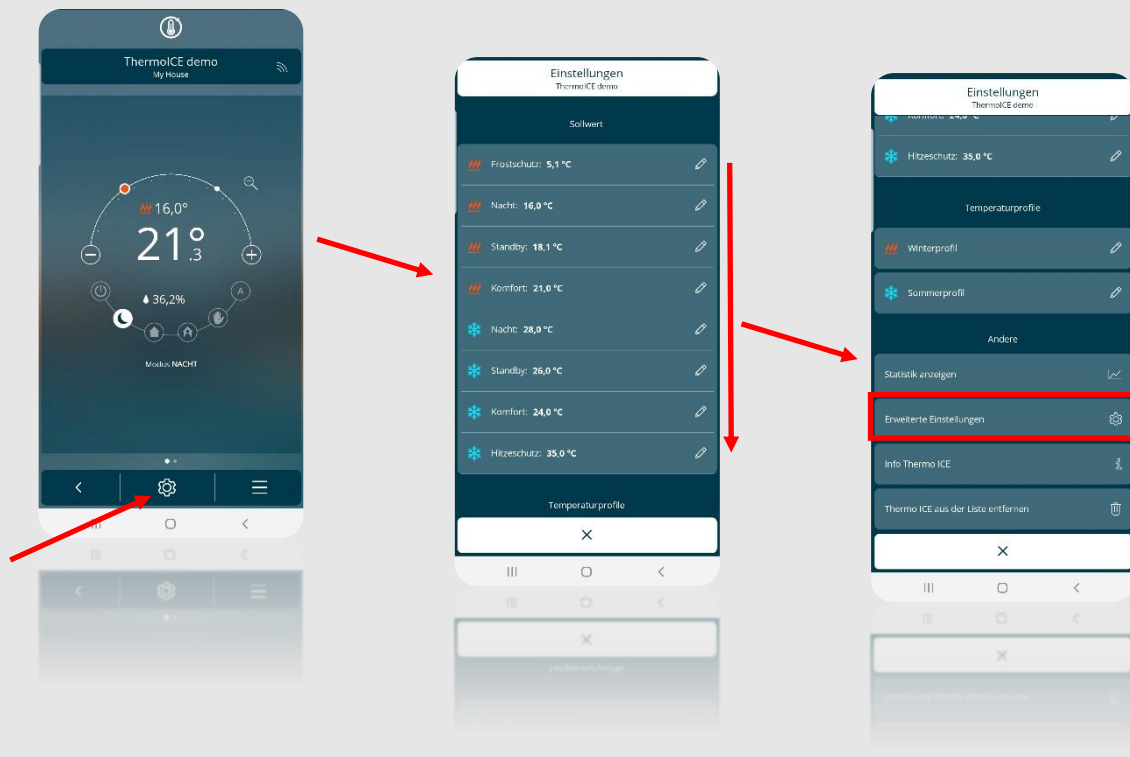 ThermoICE demo
My House
16,0°
21°.3
36,2%
A
Modus NACHT
Einstellungen
ThermoICE demo
Sollwert
Frostschutz: 5,1 °C
Nacht: 16,0 °C
Standby: 18,1 °C
Komfort: 21,0 °C
Nacht: 28,0 °C
Standby: 26,0 °C
Komfort: 24,0 °C
Hitzeschutz: 35,0 °C
Temperaturprofile
Einstellungen
ThermoICE demo
Komfort: 24,0 °C
Hitzeschutz: 35,0 °C
Temperaturprofile
Winterprofil
Sommerprofil
Andere
Statistik anzeigen
Erweiterte Einstellungen
Info Thermo ICE
Thermo ICE aus der Liste entfernen